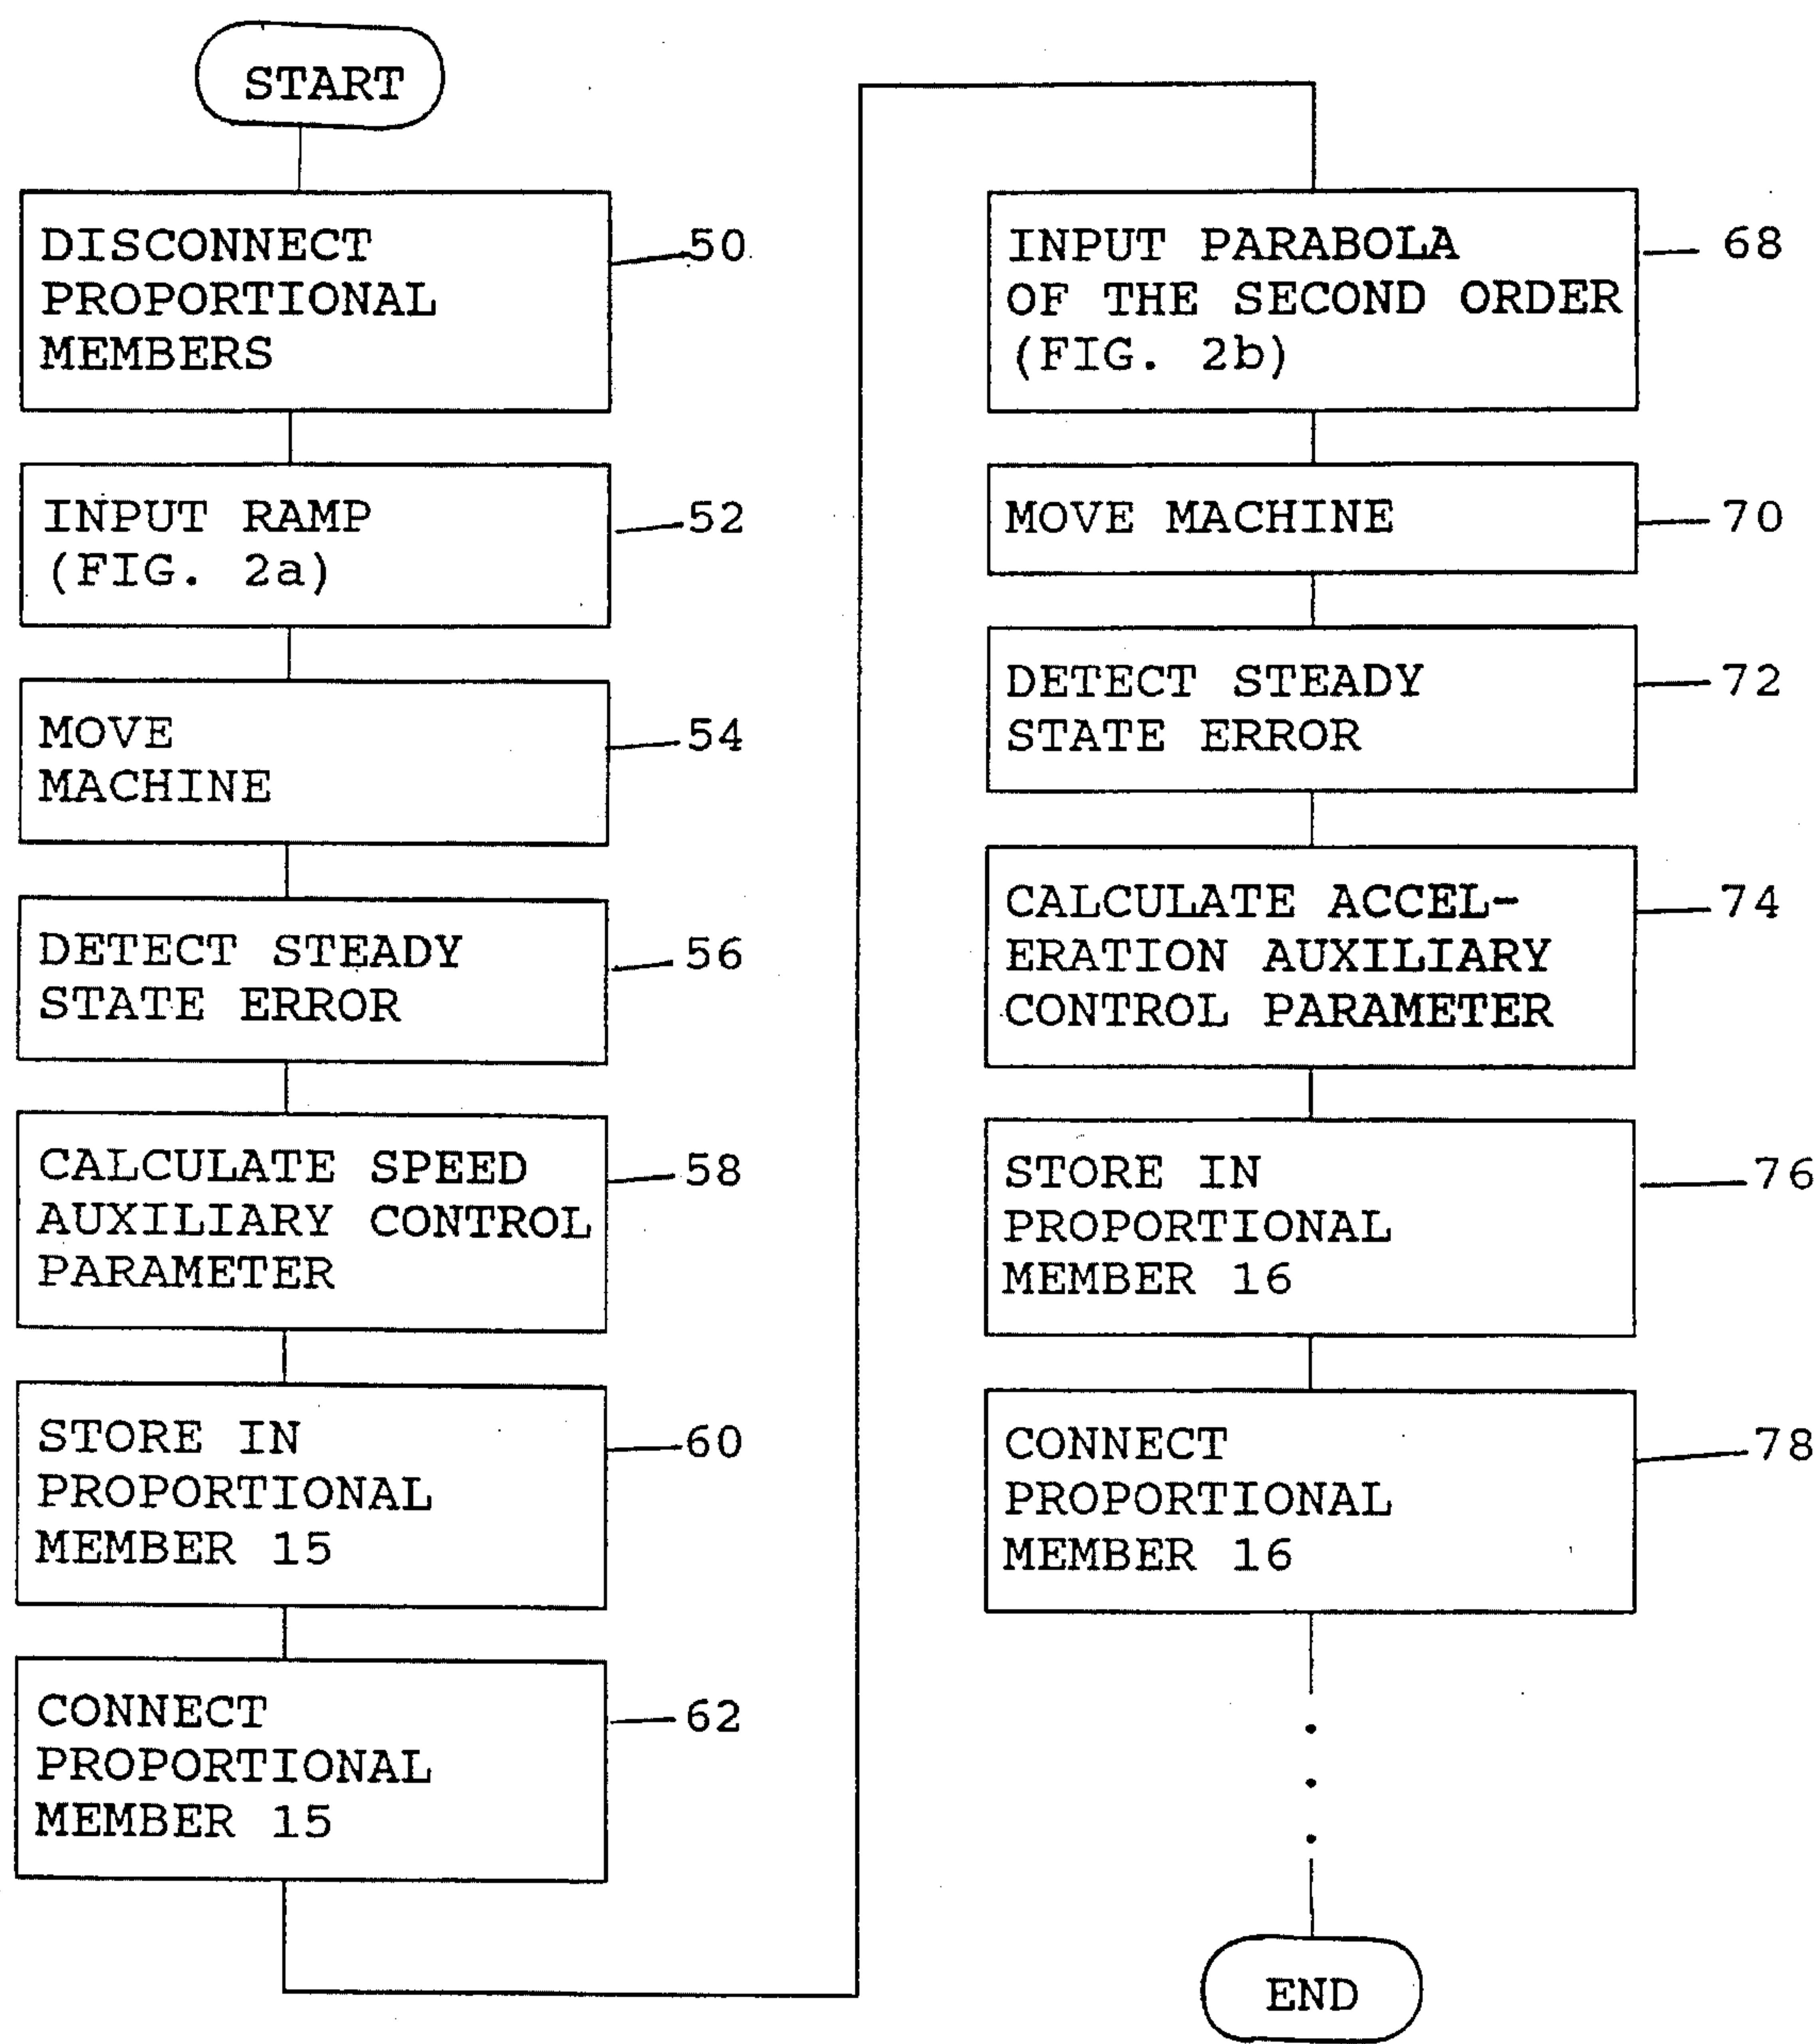 START
DISCONNECT
PROPORTIONAL
MEMBERS
50
INPUT RAMP
(FIG. 2a)
52
MOVE
MACHINE
54
DETECT STEADY
STATE ERROR
56
CALCULATE SPEED
AUXILIARY CONTROL
PARAMETER
58
STORE IN
PROPORTIONAL
MEMBER 15
60
CONNECT
PROPORTIONAL
MEMBER 15
62
INPUT PARABOLA
OF THE SECOND ORDER
(FIG. 2b)
68
MOVE MACHINE
70
DETECT STEADY
STATE ERROR
72
CALCULATE ACCEL-
ERATION AUXILIARY
CONTROL PARAMETER
74
STORE IN
PROPORTIONAL
MEMBER 16
76
CONNECT
PROPORTIONAL
MEMBER 16
78
END